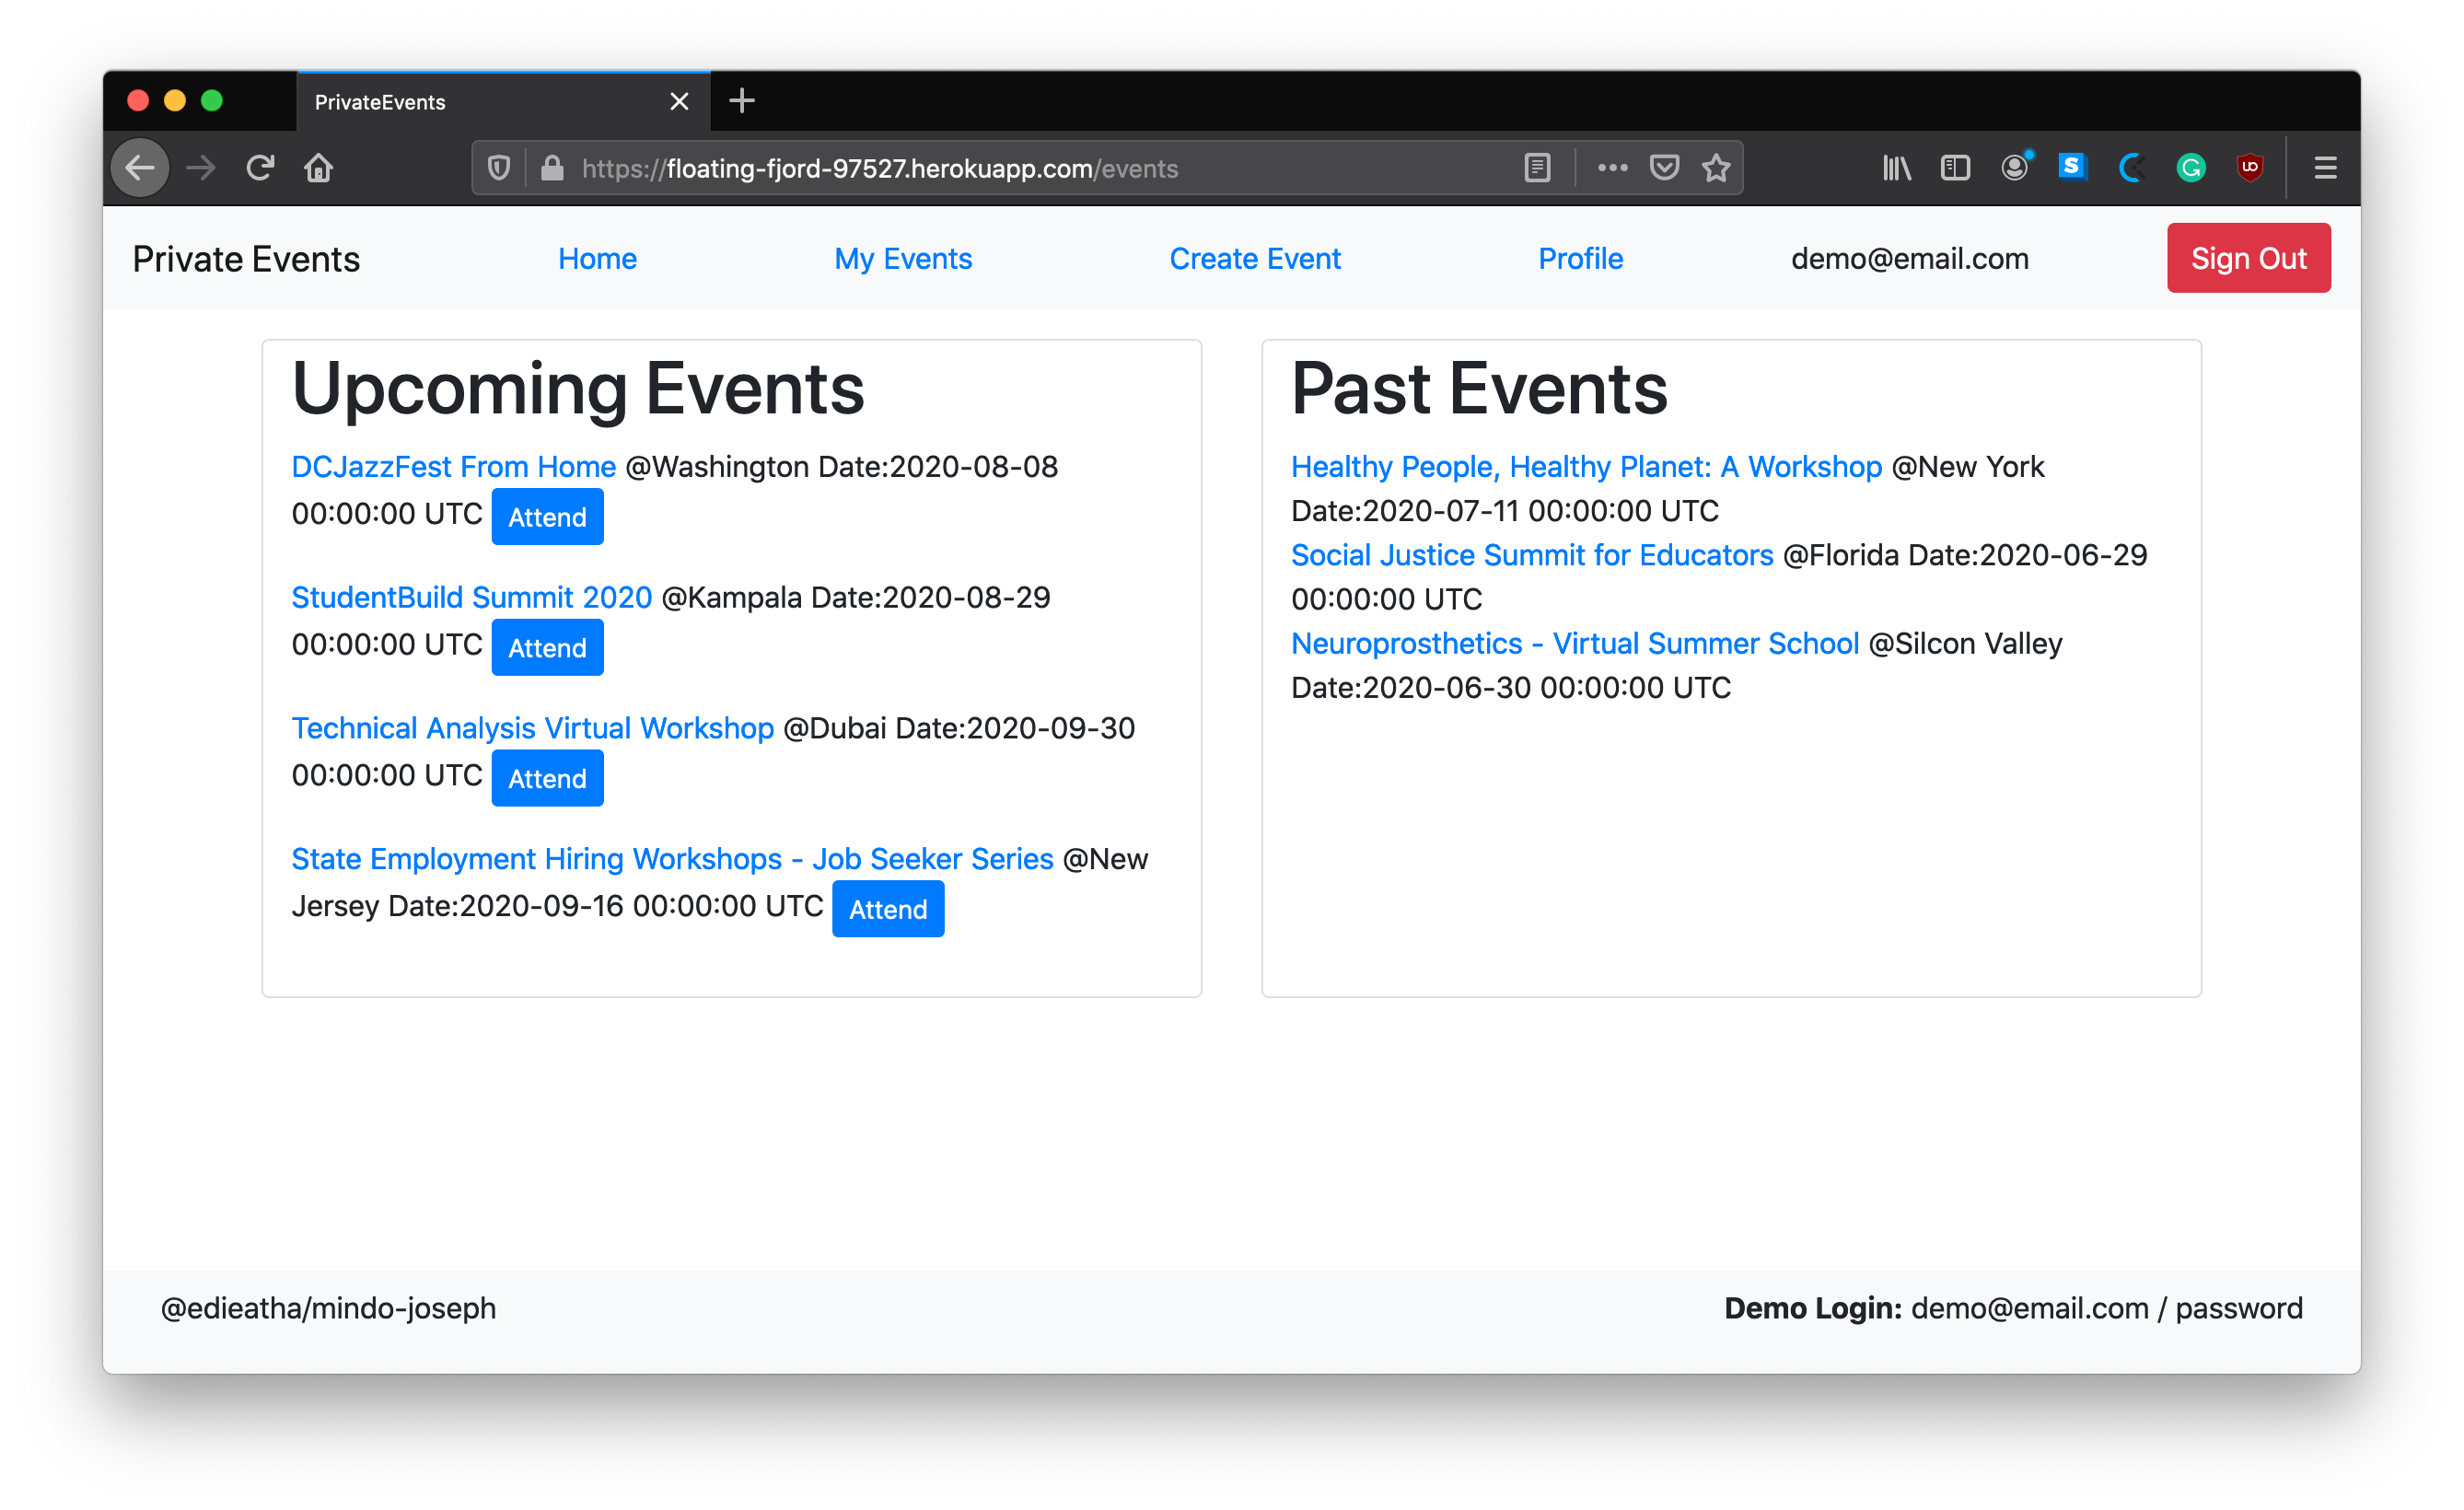 PrivateEvents
https://floating-fjord-97527.herokuapp.com/events
Private Events
Home
My Events
Create Event
Profile
demo@email.com
Sign Out
Upcoming Events
DCJazzFest From Home @Washington Date:2020-08-08
00:00:00 UTC Attend
StudentBuild Summit 2020 @Kampala Date:2020-08-29
00:00:00 UTC Attend
Technical Analysis Virtual Workshop @Dubai Date:2020-09-30
00:00:00 UTC Attend
State Employment Hiring Workshops - Job Seeker Series @New
Jersey Date:2020-09-16 00:00:00 UTC Attend
Past Events
Healthy People, Healthy Planet: A Workshop @New York
Date:2020-07-11 00:00:00 UTC
Social Justice Summit for Educators @Florida Date:2020-06-29
00:00:00 UTC
Neuroprosthetics - Virtual Summer School @Silcon Valley
Date:2020-06-30 00:00:00 UTC
@edieatha/mindo-joseph
Demo Login: demo@email.com / password